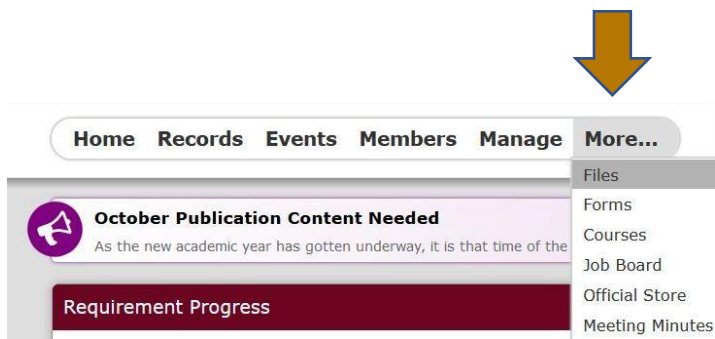 Home Records Events Members Manage More...
Files
Forms
Courses
Job Board
Official Store
Meeting Minutes
October Publication Content Needed
As the new academic year has gotten underway, it is that time of the
Requirement Progress